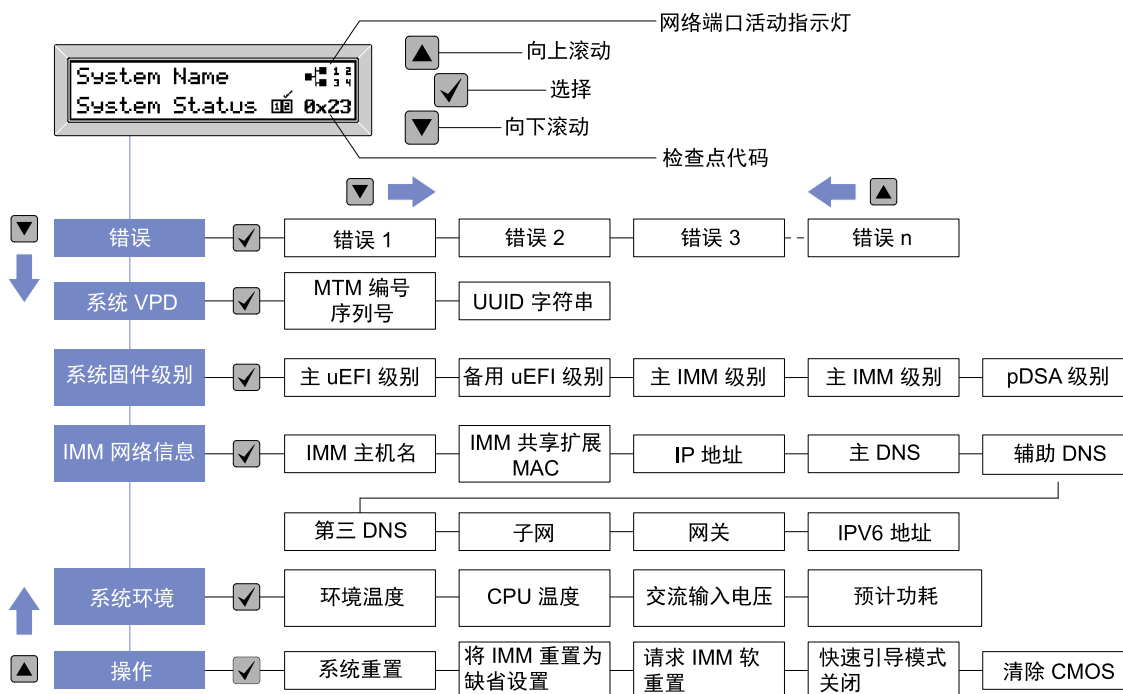 网络端口活动指示灯
System Name
1 2
3 4
System Status 12 0x23
向上滚动
选择
向下滚动
检查点代码
错误
错误 1
错误 2
错误 3
错误 n
系统 VPD
MTM 编号
序列号
UUID 字符串
系统固件级别
主 uEFI 级别
备用 uEFI 级别
主 IMM 级别
主 IMM 级别
pDSA 级别
IMM 网络信息
IMM 主机名
IMM 共享扩展
MAC
IP 地址
主 DNS
辅助 DNS
第三 DNS
子网
网关
IPV6 地址
系统环境
环境温度
CPU 温度
交流输入电压
预计功耗
操作
系统重置
将 IMM 重置为
缺省设置
请求 IMM 软
重置
快速引导模式
关闭
清除 CMOS